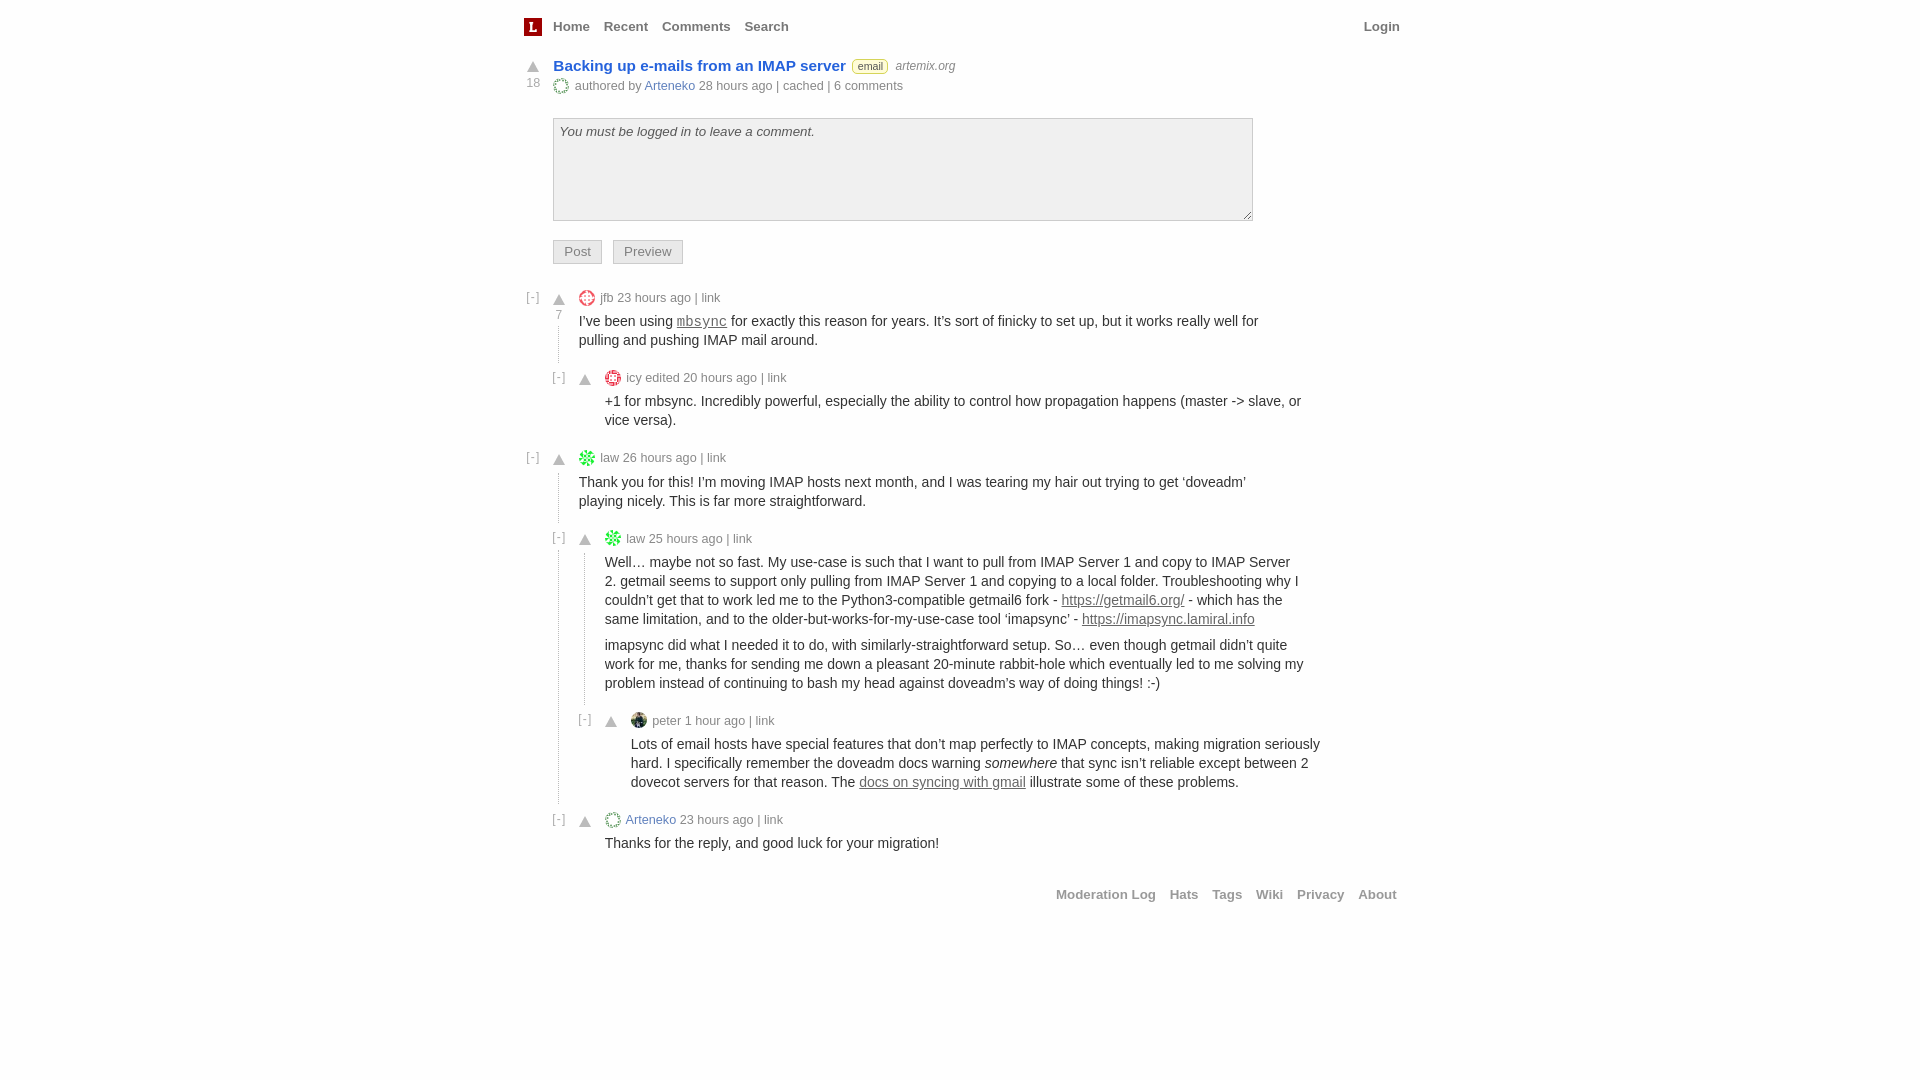 L Home Recent Comments Search Login
Backing up e-mails from an IMAP server email artemix.org
18 authored by Arteneko 28 hours ago | cached | 6 comments
You must be logged in to leave a comment.
Post Preview
[-] jfb 23 hours ago | link
7
I’ve been using mbsync for exactly this reason for years. It’s sort of finicky to set up, but it works really well for
pulling and pushing IMAP mail around.
[-] icy edited 20 hours ago | link
+1 for mbsync. Incredibly powerful, especially the ability to control how propagation happens (master -> slave, or
vice versa).
[-] law 26 hours ago | link
Thank you for this! I’m moving IMAP hosts next month, and I was tearing my hair out trying to get ‘doveadm’
playing nicely. This is far more straightforward.
[-] law 25 hours ago | link
Well… maybe not so fast. My use-case is such that I want to pull from IMAP Server 1 and copy to IMAP Server
2. getmail seems to support only pulling from IMAP Server 1 and copying to a local folder. Troubleshooting why I
couldn’t get that to work led me to the Python3-compatible getmail6 fork - https://getmail6.org/ - which has the
same limitation, and to the older-but-works-for-my-use-case tool ‘imapsync’ - https://imapsync.lamiral.info
imapsync did what I needed it to do, with similarly-straightforward setup. So… even though getmail didn’t quite
work for me, thanks for sending me down a pleasant 20-minute rabbit-hole which eventually led to me solving my
problem instead of continuing to bash my head against doveadm’s way of doing things! :-)
[-] peter 1 hour ago | link
Lots of email hosts have special features that don’t map perfectly to IMAP concepts, making migration seriously
hard. I specifically remember the doveadm docs warning somewhere that sync isn’t reliable except between 2
dovecot servers for that reason. The docs on syncing with gmail illustrate some of these problems.
[-] Arteneko 23 hours ago | link
Thanks for the reply, and good luck for your migration!
Moderation Log Hats Tags Wiki Privacy About